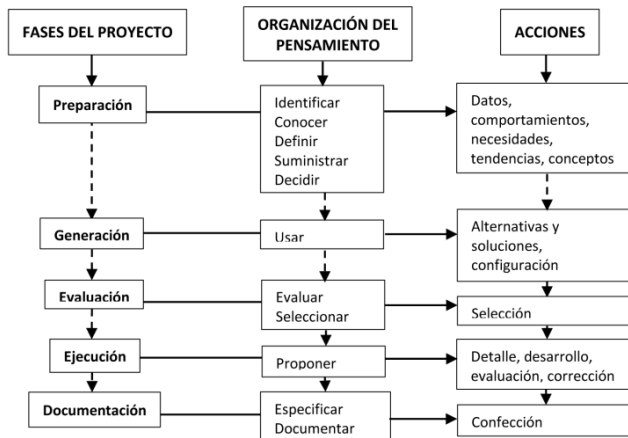 FASES DEL PROYECTO
ORGANIZACIÓN DEL
PENSAMIENTO
ACCIONES
Preparación
Identificar
Conocer
Definir
Suministrar
Decidir
Datos,
comportamientos,
necesidades,
tendencias, conceptos
Generación
Usar
Alternativas y
soluciones,
configuración
Evaluación
Evaluar
Seleccionar
Selección
Ejecución
Proponer
Detalle, desarrollo,
evaluación, corrección
Documentación
Especificar
Documentar
Confección